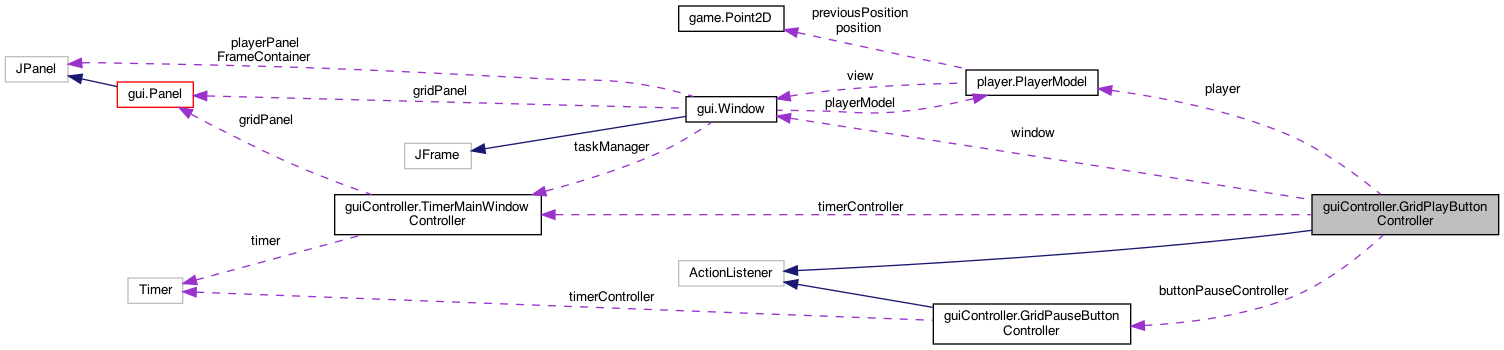 game.Point2D
previousPosition
position
playerPanel
FrameContainer
JPanel
view
player.PlayerModel
gui.Panel
gridPanel
player
gui.Window
playerModel
gridPanel
window
taskManager
JFrame
guiController.TimerMainWindow
Controller
timerController
guiController.GridPlayButton
Controller
timer
ActionListener
Timer
timerController
buttonPauseController
guiController.GridPauseButton
Controller